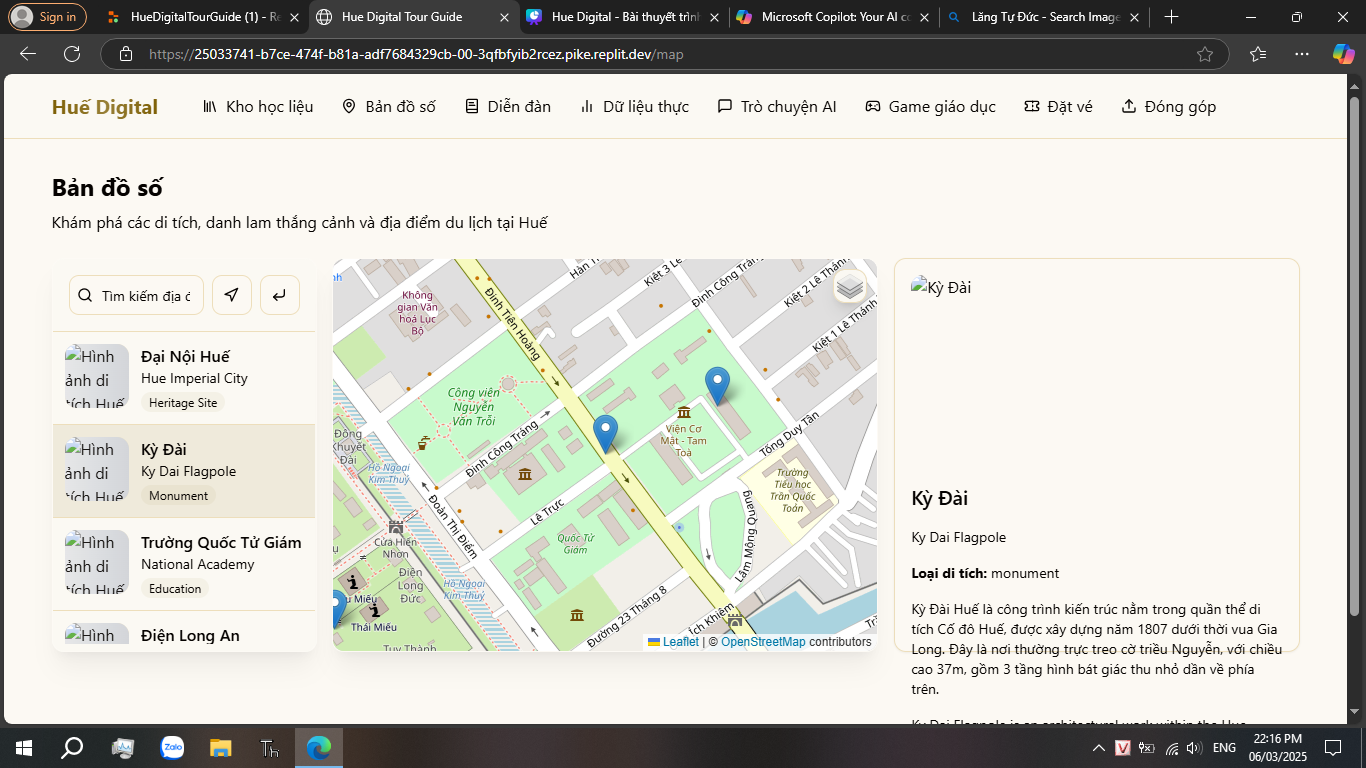 Sign in
HueDigitalTourGuide (1) - Re
Hue Digital Tour Guide
Hue Digital - Bài thuyết trình
Microsoft Copilot: Your AI co
Lăng Tự Đức - Search Image
https://25033741-b7ce-474f-b81a-adf7684329cb-00-3qfbfyib2rcez.pike.replit.dev/map
Huế Digital
Kho học liệu
Bản đồ số
Diễn đàn
Dữ liệu thực
Trò chuyện AI
Game giáo dục
Đặt vé
Đóng góp
Bản đồ số
Khám phá các di tích, danh lam thắng cảnh và địa điểm du lịch tại Huế
Tìm kiếm địa
Hình
ảnh di
tích Huế
Đại Nội Huế
Hue Imperial City
Heritage Site
Hình
ảnh di
tích Huế
Kỳ Đài
Ky Dai Flagpole
Monument
Hình
ảnh di
tích Huế
Trường Quốc Tử Giám
National Academy
Education
Hình
Điện Long An
Không
gian Văn
hoá Lục
Bộ
Đinh Tiên Hoàng
Hàn T
Kiệt 3 Lê Thánh
Đinh Công Tráng
Kiệt 2 Lê Thánh
Kiệt 1 Lê Thánh
Công viên
Nguyễn
Văn Trỗi
Đinh Công Tráng
Viện Cơ
Mật - Tam
Toà
Tống Duy Tân
Đông
Khuyết
Đài
Hồ Ngoại
Kim Thuỷ
Trường
Tiểu học
Trần Quốc
Toản
Đoàn Thị Điểm
Lê Trực
Lâm Mộng Quang
Cửa Hiển
Nhơn
Quốc Tử
Giám
Điện
Long
Đức
Hồ Ngoại
Kim Thuỷ
u Miếu
Thái Miếu
Đường 23 Tháng 8
ích Khiêm
Tuy Thành
Leaflet | © OpenStreetMap contributors
Kỳ Đài
Kỳ Đài
Ky Dai Flagpole
Loại di tích: monument
Kỳ Đài Huế là công trình kiến trúc nằm trong quần thể di
tích Cố đô Huế, được xây dựng năm 1807 dưới thời vua Gia
Long. Đây là nơi thường trực treo cờ triều Nguyễn, với chiều
cao 37m, gồm 3 tầng hình bát giác thu nhỏ dần về phía
trên.
Ky Dai Flagpole is an architectural work within the Hue
Zalo
Th
V
ENG
22:16 PM
06/03/2025